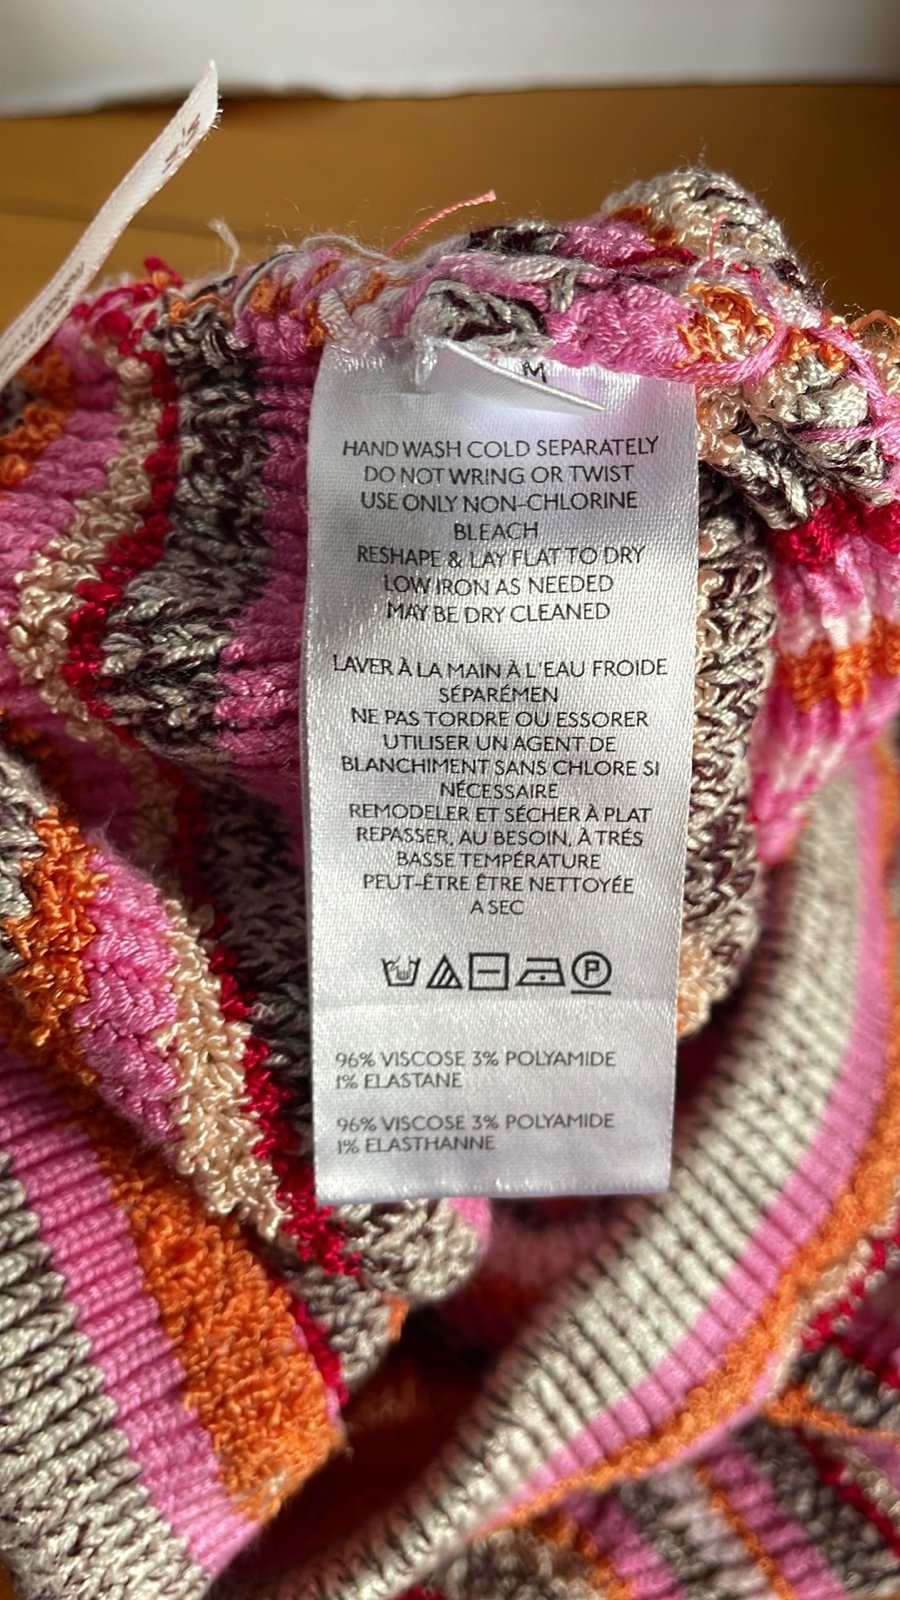 M
HAND WASH COLD SEPARATELY
DO NOT WRING OR TWIST
USE ONLY NON-CHLORINE
BLEACH
RESHAPE & LAY FLAT TO DRY
LOW IRON AS NEEDED
MAY BE DRY CLEANED
LAVER À LA MAIN À L'EAU FROIDE
SÉPARÉMEN
NE PAS TORDRE OU ESSORER
UTILISER UN AGENT DE
BLANCHIMENT SANS CHLORE SI
NÉCESSAIRE
REMODELER ET SÉCHER À PLAT
REPASSER, AU BESOIN, À TRÉS
BASSE TEMPÉRATURE
PEUT-ÊTRE ÊTRE NETTOYÉE
A SEC
P
96% VISCOSE 3% POLYAMIDE
1% ELASTANE
96% VISCOSE 3% POLYAMIDE
1% ELASTHANNE